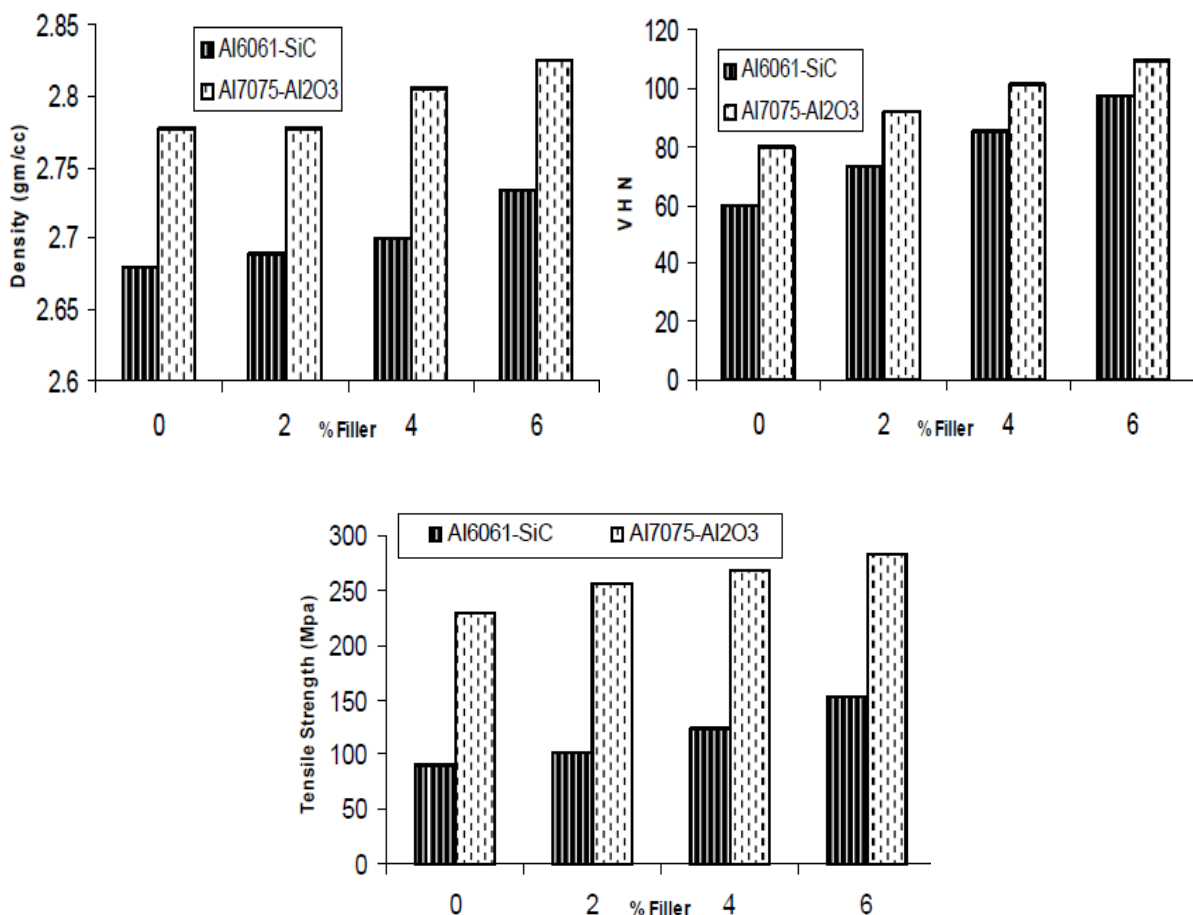 2.85
2.8
2.75
2.7
2.65
2.6
Density (gm/cc)
Al6061-SiC
Al7075-Al2O3
0 2 % Filler 4 6
120
100
80
60
40
20
0
V H N
Al6061-SiC
Al7075-Al2O3
0 2 % Filler 4 6
300
250
200
150
100
50
0
Tensile Strength (Mpa)
Al6061-SiC Al7075-Al2O3
0 2 % Filler 4 6